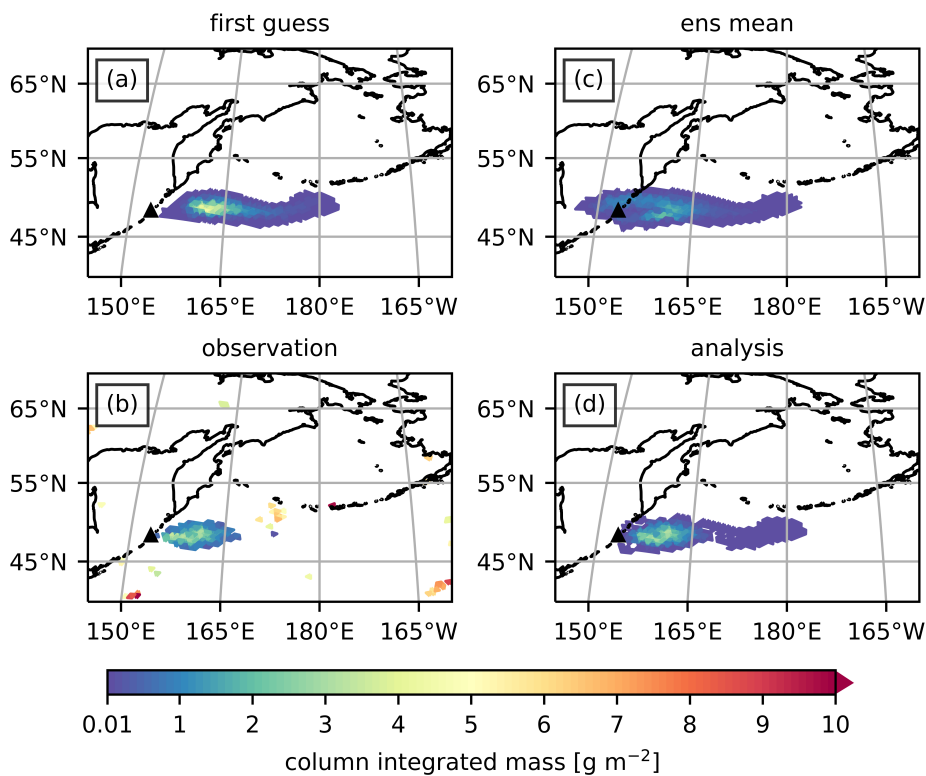 first guess
ens mean
(a)
(c)
65°N
55°N
45°N
150°E 165°E 180°E 165°W
65°N
55°N
45°N
150°E 165°E 180°E 165°W
observation
analysis
(b)
(d)
65°N
55°N
45°N
150°E 165°E 180°E 165°W
65°N
55°N
45°N
150°E 165°E 180°E 165°W
0.01 1 2 3 4 5 6 7 8 9 10
column integrated mass [g m⁻²]